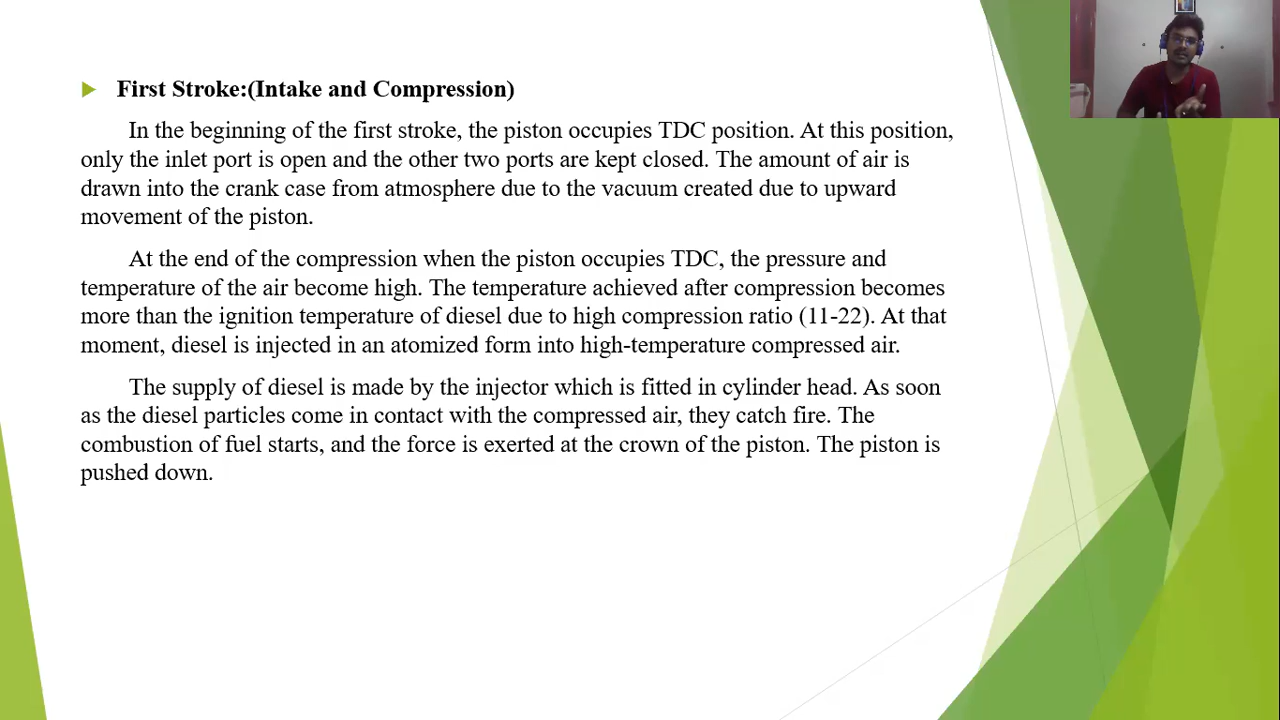 First Stroke:(Intake and Compression)
In the beginning of the first stroke, the piston occupies TDC position. At this position,
only the inlet port is open and the other two ports are kept closed. The amount of air is
drawn into the crank case from atmosphere due to the vacuum created due to upward
movement of the piston.
At the end of the compression when the piston occupies TDC, the pressure and
temperature of the air become high. The temperature achieved after compression becomes
more than the ignition temperature of diesel due to high compression ratio (11-22). At that
moment, diesel is injected in an atomized form into high-temperature compressed air.
The supply of diesel is made by the injector which is fitted in cylinder head. As soon
as the diesel particles come in contact with the compressed air, they catch fire. The
combustion of fuel starts, and the force is exerted at the crown of the piston. The piston is
pushed down.